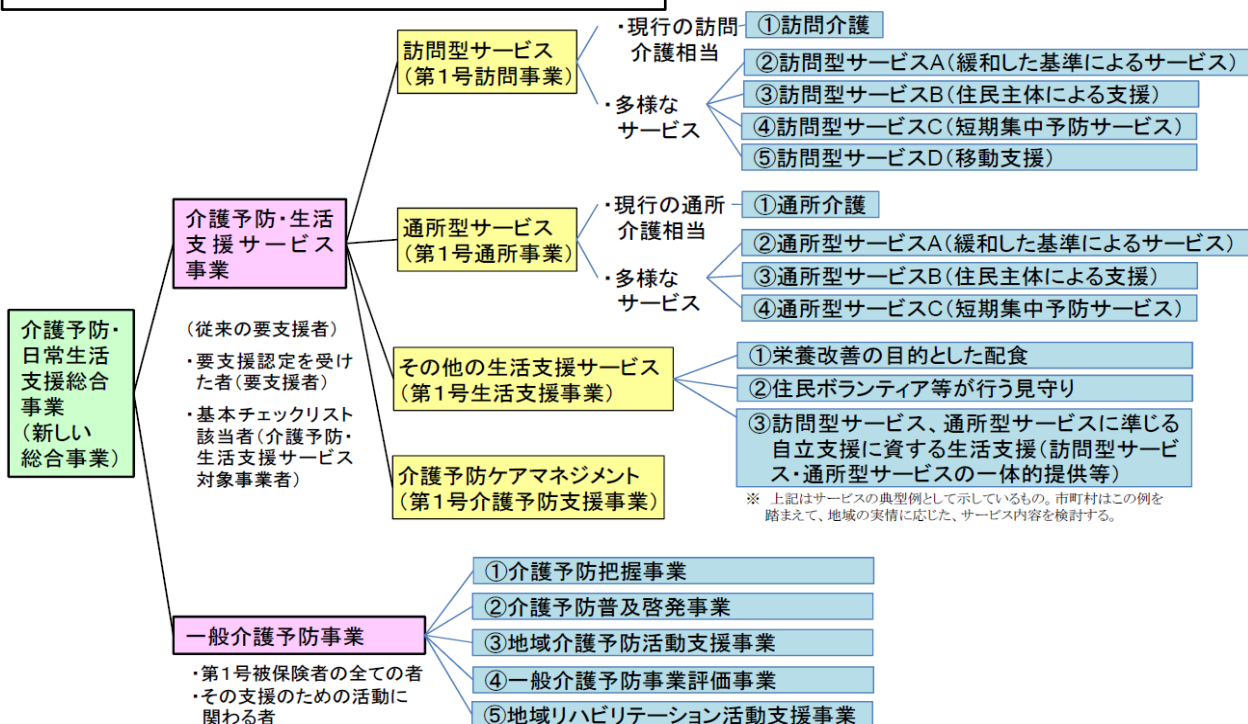 訪問型サービス
(第1号訪問事業)
・現行の訪問
介護相当
①訪問介護
・多様な
サービス
②訪問型サービスA(緩和した基準によるサービス)
③訪問型サービスB(住民主体による支援)
④訪問型サービスC(短期集中予防サービス)
⑤訪問型サービスD(移動支援)
介護予防・生活
支援サービス
事業
通所型サービス
(第1号通所事業)
・現行の通所
介護相当
①通所介護
・多様な
サービス
②通所型サービスA(緩和した基準によるサービス)
③通所型サービスB(住民主体による支援)
④通所型サービスC(短期集中予防サービス)
介護予防・
日常生活
支援総合
事業
(新しい
総合事業)
(従来の要支援者)
・要支援認定を受け
た者(要支援者)
・基本チェックリスト
該当者(介護予防・
生活支援サービス
対象事業者)
その他の生活支援サービス
(第1号生活支援事業)
①栄養改善の目的とした配食
②住民ボランティア等が行う見守り
③訪問型サービス、通所型サービスに準じる
自立支援に資する生活支援(訪問型サービ
ス・通所型サービスの一体的提供等)
介護予防ケアマネジメント
(第1号介護予防支援事業)
※ 上記はサービスの典型例として示しているもの。市町村はこの例を
踏まえて、地域の実情に応じた、サービス内容を検討する。
一般介護予防事業
・第1号被保険者の全ての者
・その支援のための活動に
関わる者
①介護予防把握事業
②介護予防普及啓発事業
③地域介護予防活動支援事業
④一般介護予防事業評価事業
⑤地域リハビリテーション活動支援事業